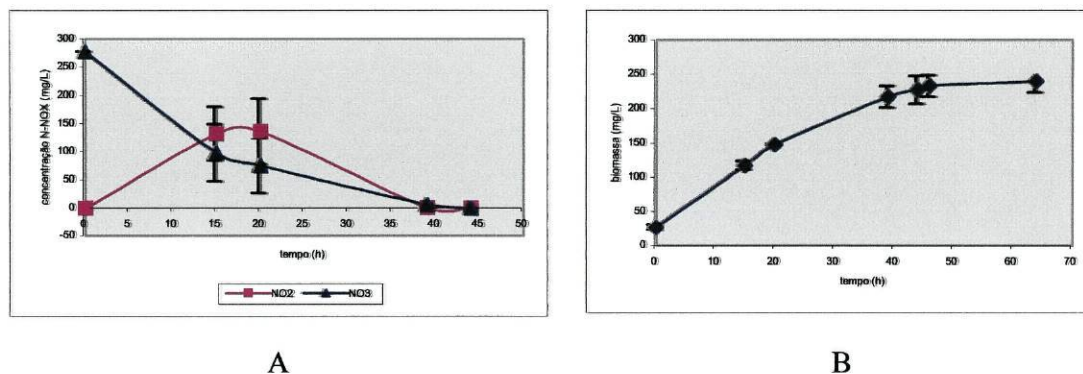 300
250
200
150
100
50
0
-50
concentração N-NOX (mg/L)
0 5 10 15 20 25 30 35 40 45 50
tempo (h)
NO2 NO3
A
300
250
200
150
100
50
0
biomassa (mg/L)
0 10 20 30 40 50 60 70
tempo (h)
B